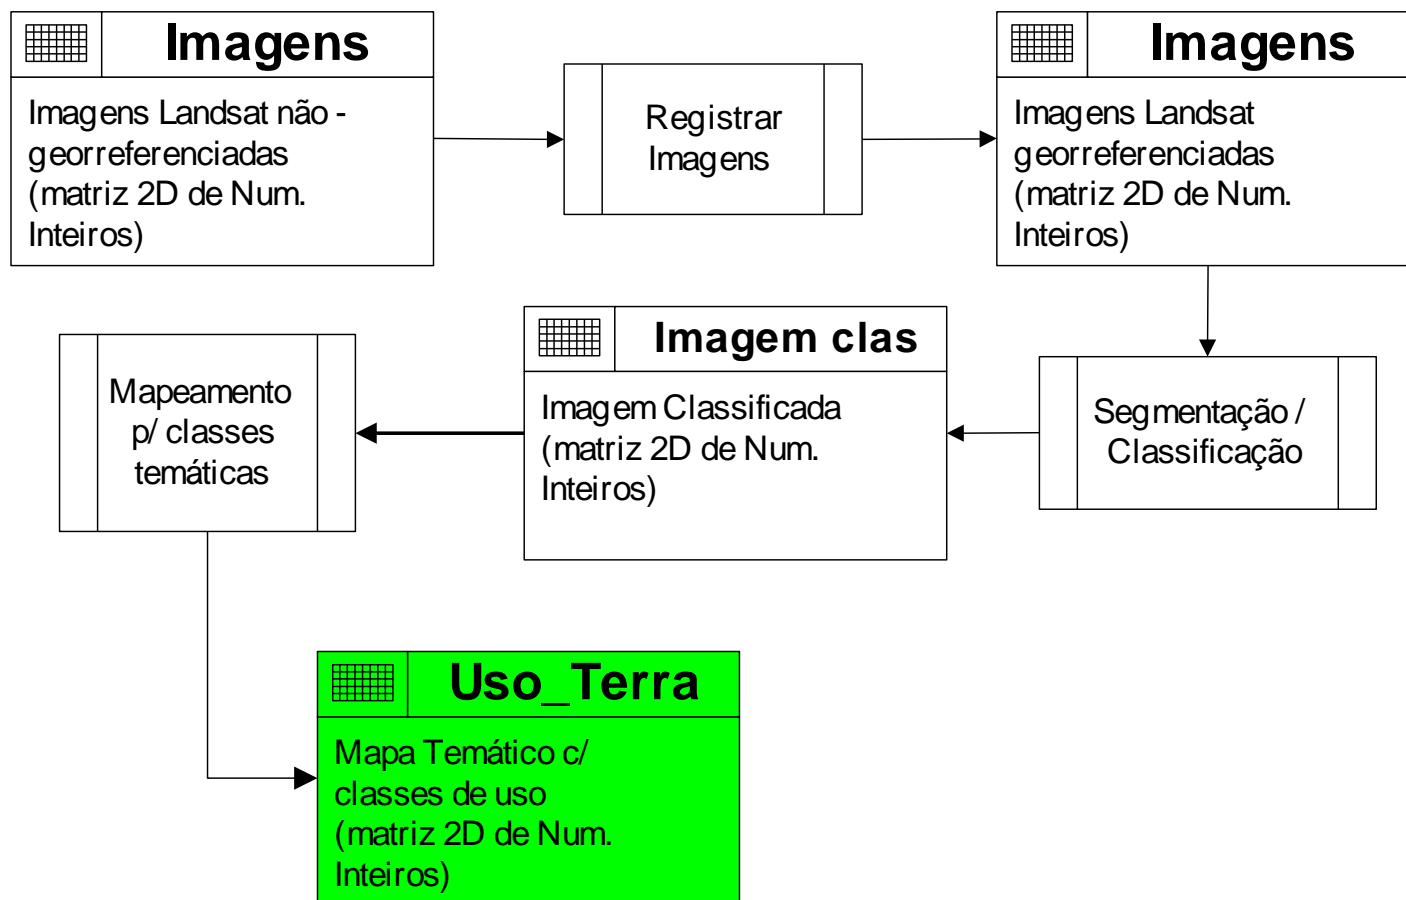 Imagens
Imagens Landsat não -
georreferenciadas
(matriz 2D de Num.
Inteiros)
Registrar
Imagens
Imagens
Imagens Landsat
georreferenciadas
(matriz 2D de Num.
Inteiros)
Segmentação /
Classificação
Imagem clas
Imagem Classificada
(matriz 2D de Num.
Inteiros)
Mapeamento
p/ classes
temáticas
Uso_Terra
Mapa Temático c/
classes de uso
(matriz 2D de Num.
Inteiros)